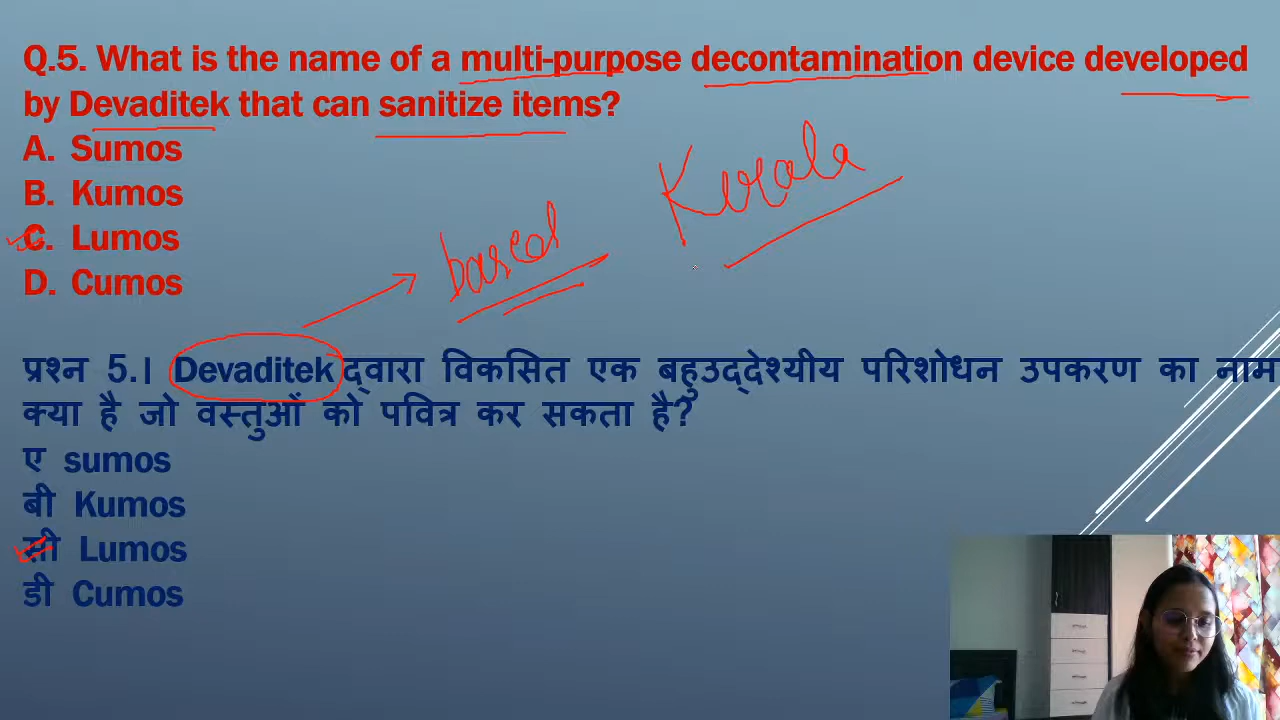 Q.5. What is the name of a multi-purpose decontamination device developed
by Devaditek that can sanitize items?
A. Sumos
B. Kumos
C. Lumos
D. Cumos
Kerala
based
प्रश्न 5.। Devaditek द्वारा विकसित एक बहुउद्देश्यीय परिशोधन उपकरण का नाम
क्या है जो वस्तुओं को पवित्र कर सकता है?
ए sumos
बी Kumos
सी Lumos
डी Cumos